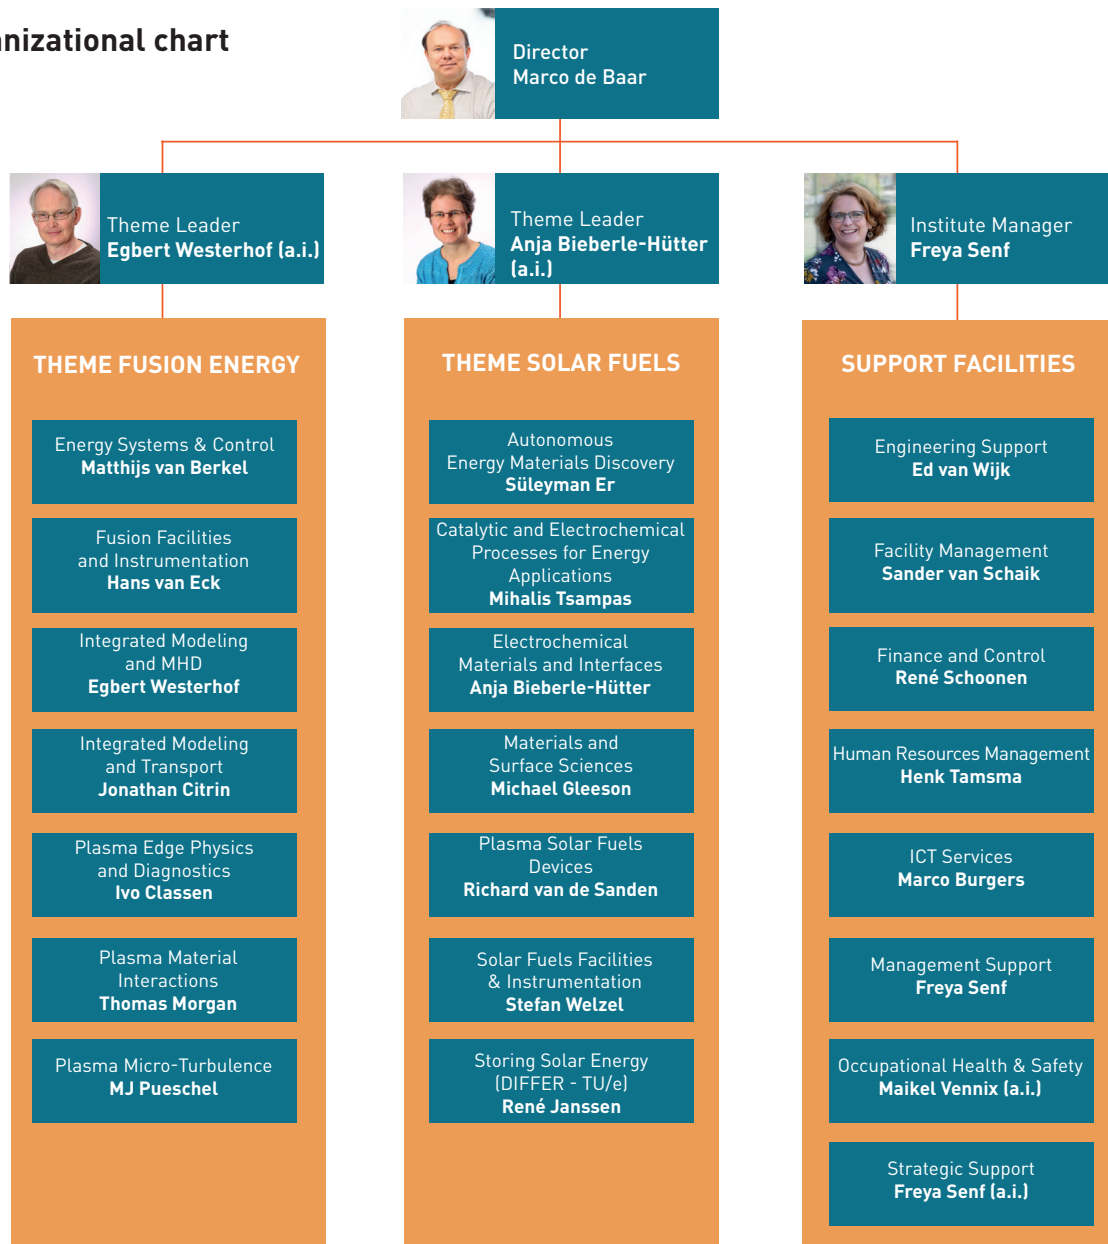 anizational chart
Director
Marco de Baar
Theme Leader
Egbert Westerhof (a.i.)
Theme Leader
Anja Bieberle-Hütter
(a.i.)
Institute Manager
Freya Senf
THEME FUSION ENERGY
Energy Systems & Control
Matthijs van Berkel
Fusion Facilities
and Instrumentation
Hans van Eck
Integrated Modeling
and MHD
Egbert Westerhof
Integrated Modeling
and Transport
Jonathan Citrin
Plasma Edge Physics
and Diagnostics
Ivo Classen
Plasma Material
Interactions
Thomas Morgan
Plasma Micro-Turbulence
MJ Pueschel
THEME SOLAR FUELS
Autonomous
Energy Materials Discovery
Süleyman Er
Catalytic and Electrochemical
Processes for Energy
Applications
Mihalis Tsampas
Electrochemical
Materials and Interfaces
Anja Bieberle-Hütter
Materials and
Surface Sciences
Michael Gleeson
Plasma Solar Fuels
Devices
Richard van de Sanden
Solar Fuels Facilities
& Instrumentation
Stefan Welzel
Storing Solar Energy
(DIFFER - TU/e)
René Janssen
SUPPORT FACILITIES
Engineering Support
Ed van Wijk
Facility Management
Sander van Schaik
Finance and Control
René Schoonen
Human Resources Management
Henk Tamsma
ICT Services
Marco Burgers
Management Support
Freya Senf
Occupational Health & Safety
Maikel Vennix (a.i.)
Strategic Support
Freya Senf (a.i.)